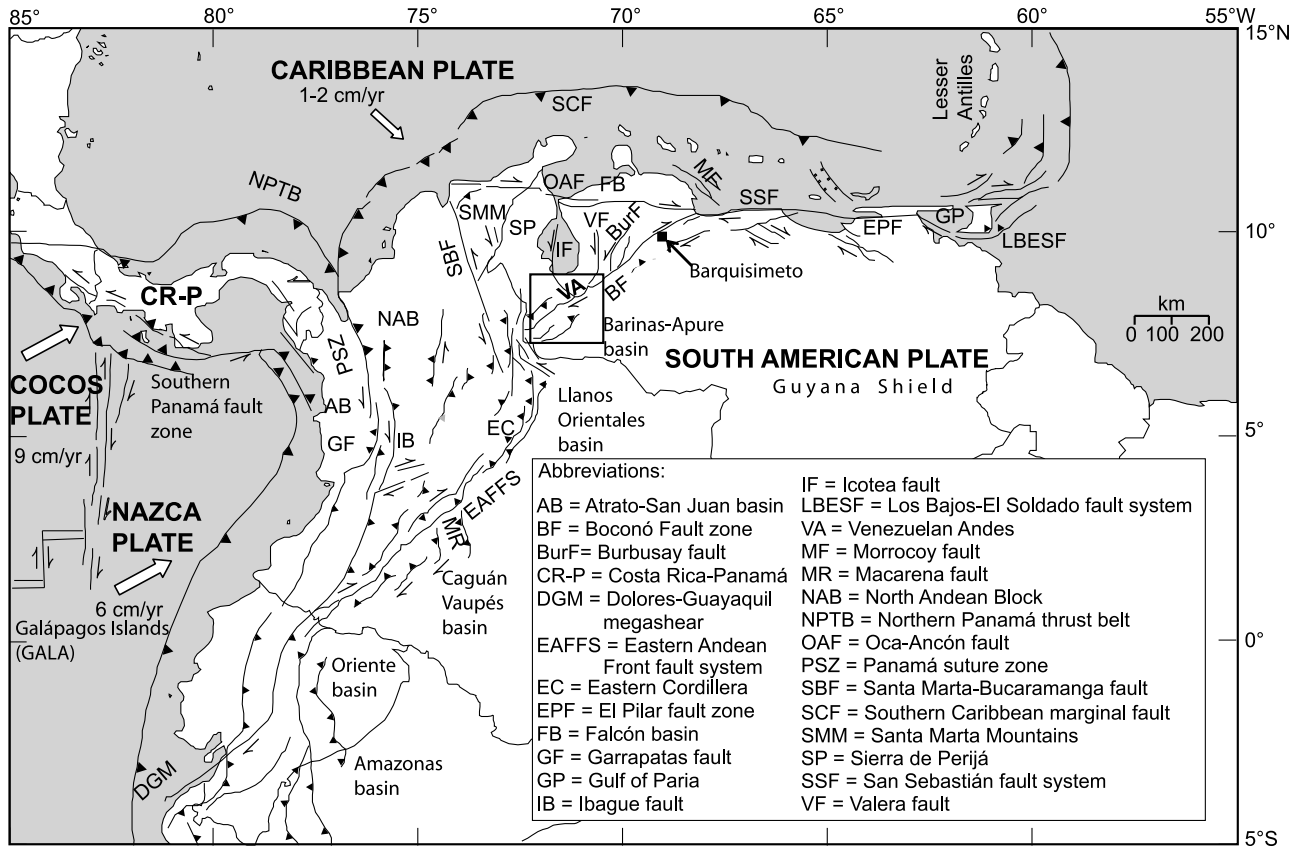 85°
80°
75°
70°
65°
60°
55°W
15°N
CARIBBEAN PLATE
1-2 cm/yr
SCF
Lesser
Antilles
NPTB
OAF
FB
MF
SMM
SP
VF
BurF
SSF
GP
10°
SBF
IF
EPF
LBESF
Barquisimeto
CR-P
VA
BF
km
0 100 200
NAB
Barinas-Apure
basin
PSZ
SOUTH AMERICAN PLATE
Guyana Shield
COCOS
PLATE
Southern
Panamá fault
zone
AB
Llanos
Orientales
basin
9 cm/yr
GF
IB
EC
5°
EAFFS
NAZCA
PLATE
MR
6 cm/yr
Caguán
Vaupés
basin
Galápagos Islands
(GALA)
0°
Oriente
basin
DGM
Amazonas
basin
5°S
Abbreviations:
AB = Atrato-San Juan basin
BF = Boconó Fault zone
BurF= Burbusay fault
CR-P = Costa Rica-Panamá
DGM = Dolores-Guayaquil
megashear
EAFFS = Eastern Andean
Front fault system
EC = Eastern Cordillera
EPF = El Pilar fault zone
FB = Falcón basin
GF = Garrapatas fault
GP = Gulf of Paria
IB = Ibague fault
IF = Icotea fault
LBESF = Los Bajos-El Soldado fault system
VA = Venezuelan Andes
MF = Morrocoy fault
MR = Macarena fault
NAB = North Andean Block
NPTB = Northern Panamá thrust belt
OAF = Oca-Ancón fault
PSZ = Panamá suture zone
SBF = Santa Marta-Bucaramanga fault
SCF = Southern Caribbean marginal fault
SMM = Santa Marta Mountains
SP = Sierra de Perijá
SSF = San Sebastián fault system
VF = Valera fault